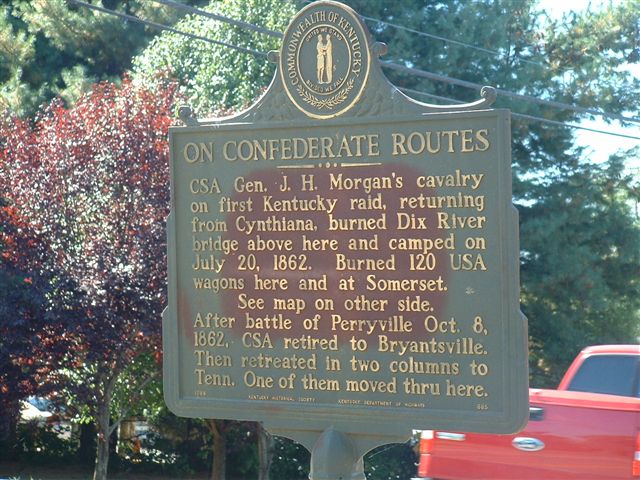 COMMONWEALTH OF KENTUCKY
UNITED WE STAND
DIVIDED WE FALL
ON CONFEDERATE ROUTES
CSA Gen. J. H. Morgan's cavalry
on first Kentucky raid, returning
from Cynthiana, burned Dix River
bridge above here and camped on
July 20, 1862. Burned 120 USA
wagons here and at Somerset.
See map on other side.
After battle of Perryville Oct. 8,
1862, CSA retired to Bryantsville.
Then retreated in two columns to
Tenn. One of them moved thru here.
KENTUCKY HISTORICAL SOCIETY KENTUCKY DEPARTMENT OF HIGHWAYS 685